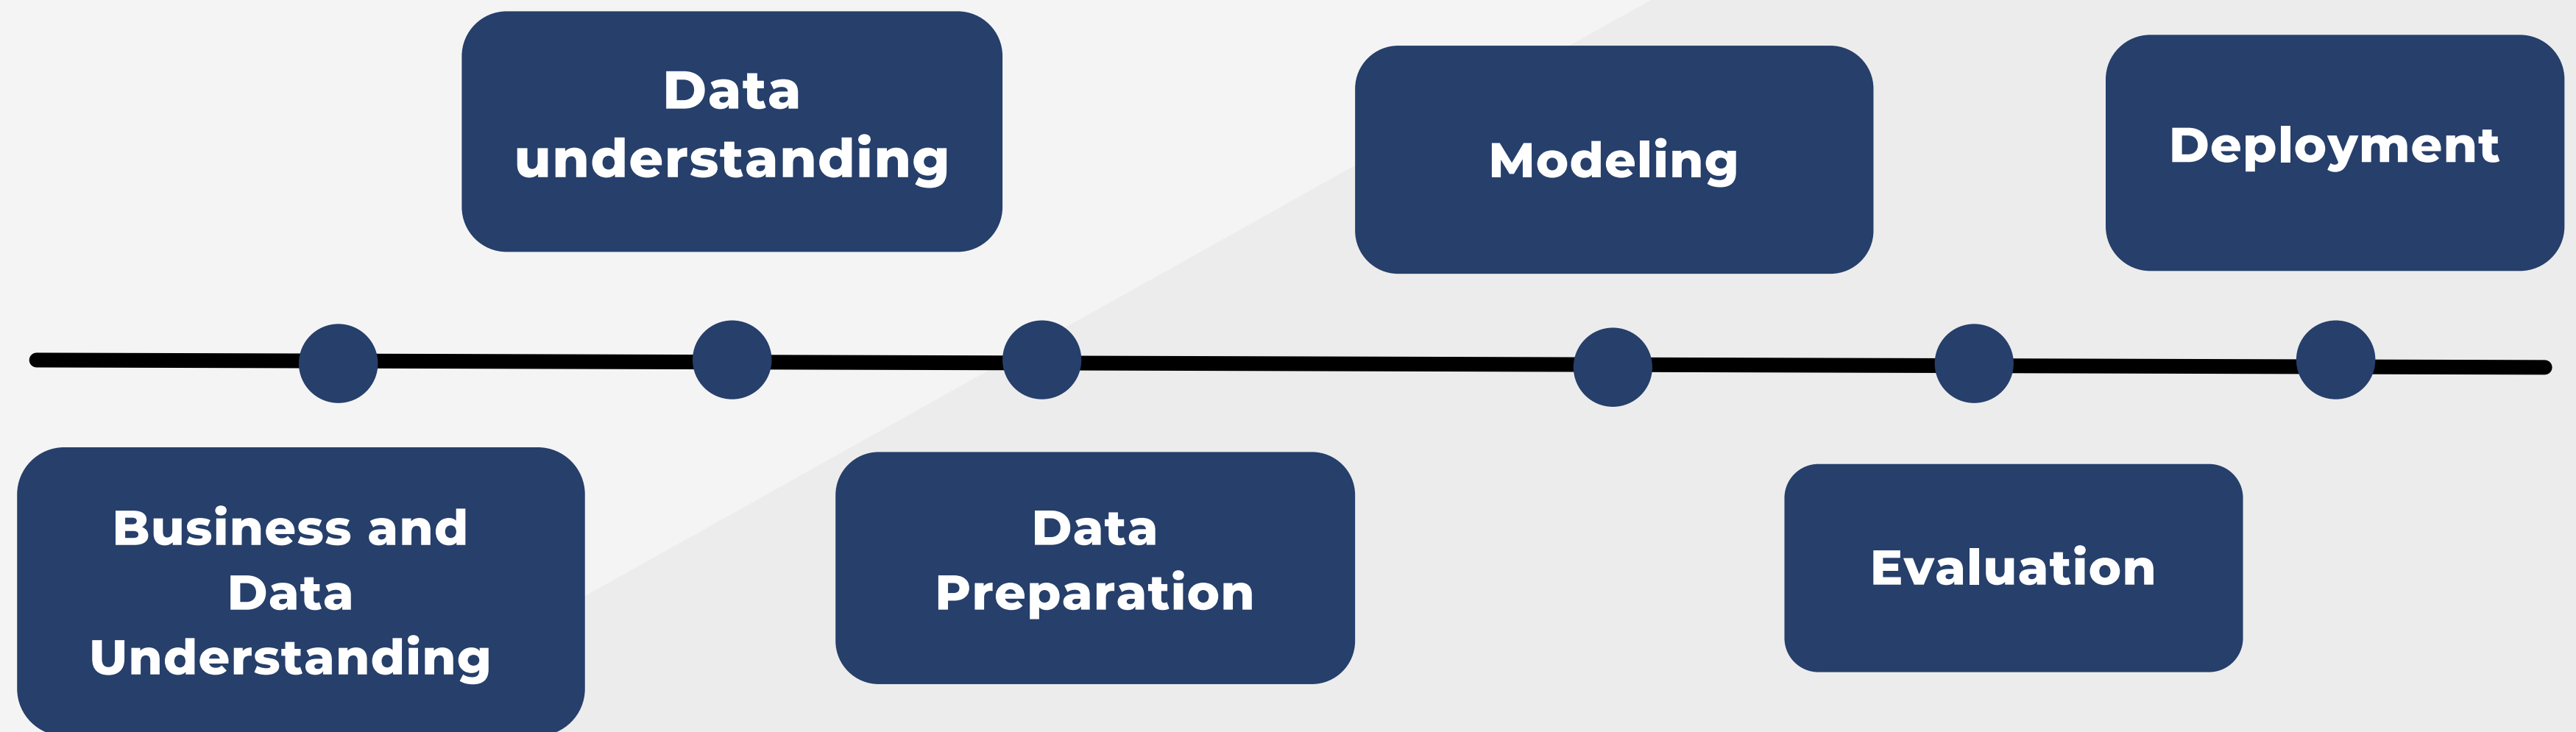 Data
understanding
Modeling
Deployment
Business and
Data
Understanding
Data
Preparation
Evaluation